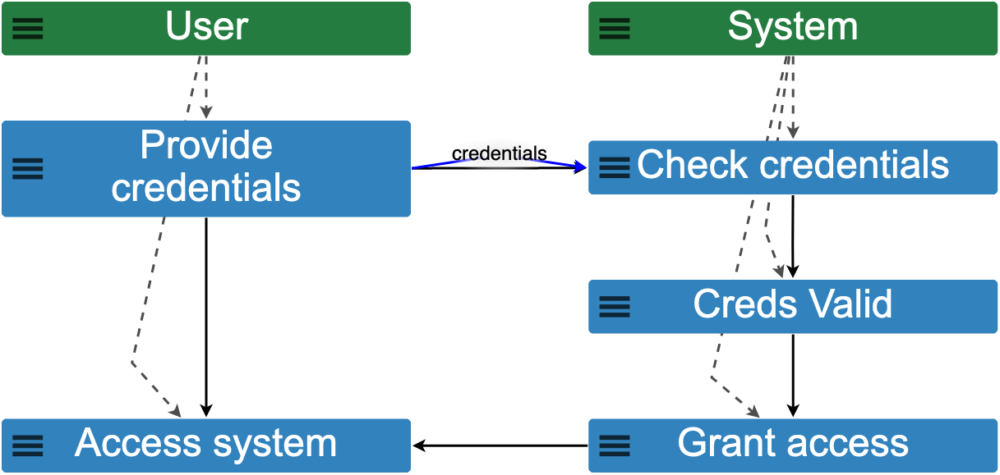 User
System
Provide
credentials
credentials
Check credentials
Creds Valid
Access system
Grant access